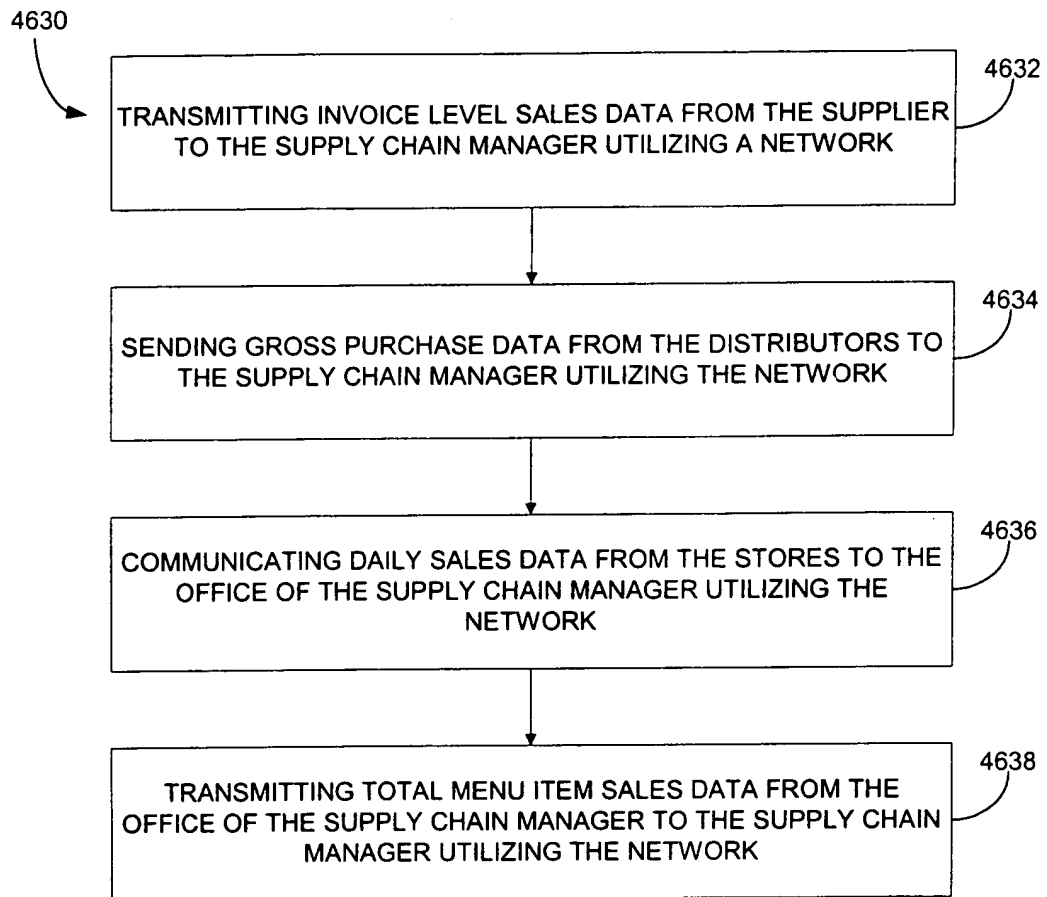 4630
4632
TRANSMITTING INVOICE LEVEL SALES DATA FROM THE SUPPLIER
TO THE SUPPLY CHAIN MANAGER UTILIZING A NETWORK
4634
SENDING GROSS PURCHASE DATA FROM THE DISTRIBUTORS TO
THE SUPPLY CHAIN MANAGER UTILIZING THE NETWORK
4636
COMMUNICATING DAILY SALES DATA FROM THE STORES TO THE
OFFICE OF THE SUPPLY CHAIN MANAGER UTILIZING THE
NETWORK
4638
TRANSMITTING TOTAL MENU ITEM SALES DATA FROM THE
OFFICE OF THE SUPPLY CHAIN MANAGER TO THE SUPPLY CHAIN
MANAGER UTILIZING THE NETWORK